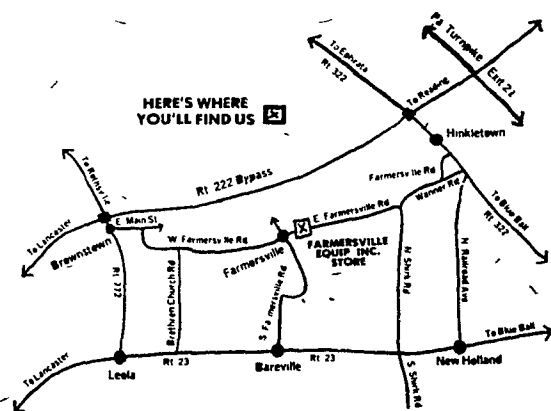 Pa Turnpike
Exit 21
To Ephrata
Rt 322
To Reading
HERE'S WHERE
YOU'LL FIND US
Hinkletown
To Rothsville
Rt 222 Bypass
Farmersville Rd
Wanner Rd
To Blue Ball
Rt 322
E. Main St
E Farmersville Rd
To Lancaster
W. Farmersville Rd
Brownstown
Farmersville
FARMERSVILLE
EQUIP INC.
STORE
Rt 772
Brethren Church Rd
S Farmersville Rd
N Shirk Rd
N Railroad Ave
To Blue Ball
To Lancaster
Rt 23
Rt 23
Leola
Bareville
New Holland
S Shirk Rd